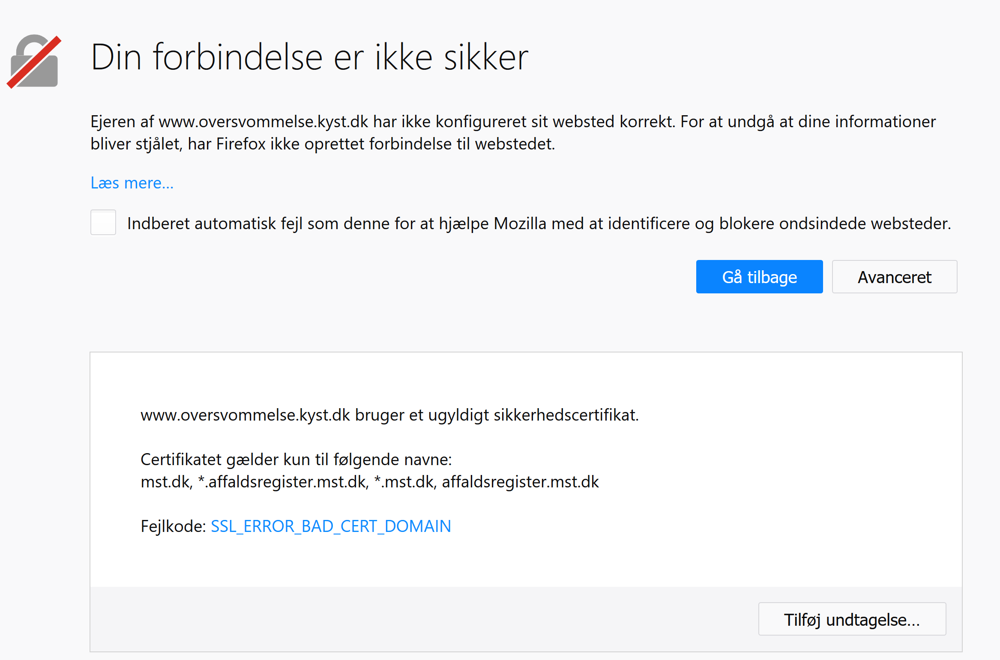 Din forbindelse er ikke sikker
Ejeren af www.oversvommelse.kyst.dk har ikke konfigureret sit websted korrekt. For at undgå at dine informationer
bliver stjålet, har Firefox ikke oprettet forbindelse til webstedet.
Læs mere...
Indberet automatisk fejl som denne for at hjælpe Mozilla med at identificere og blokere ondsindede websteder.
Gå tilbage
Avanceret
www.oversvommelse.kyst.dk bruger et ugyldigt sikkerhedscertifikat.
Certifikatet gælder kun til følgende navne:
mst.dk, *.affaldsregister.mst.dk, *.mst.dk, affaldsregister.mst.dk
Fejlkode: SSL_ERROR_BAD_CERT_DOMAIN
Tilføj undtagelse...